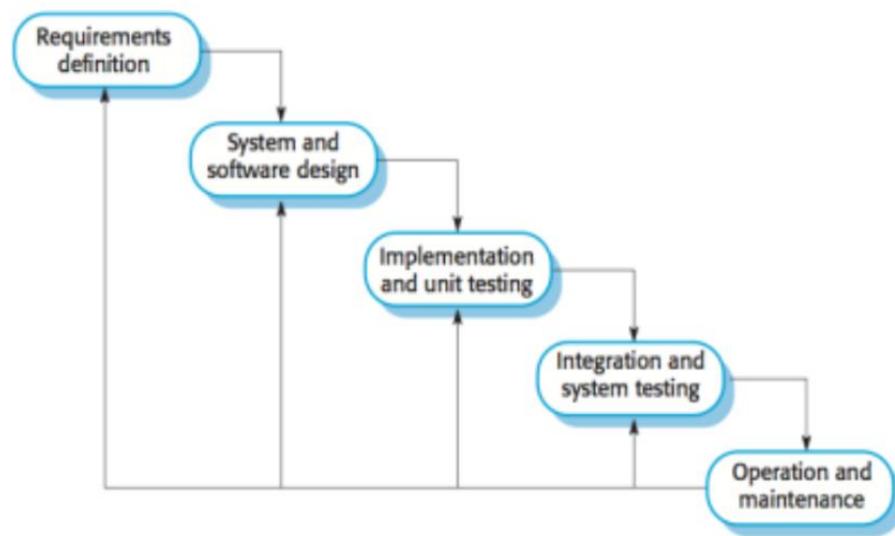 Requirements
definition
System and
software design
Implementation
and unit testing
Integration and
system testing
Operation and
maintenance